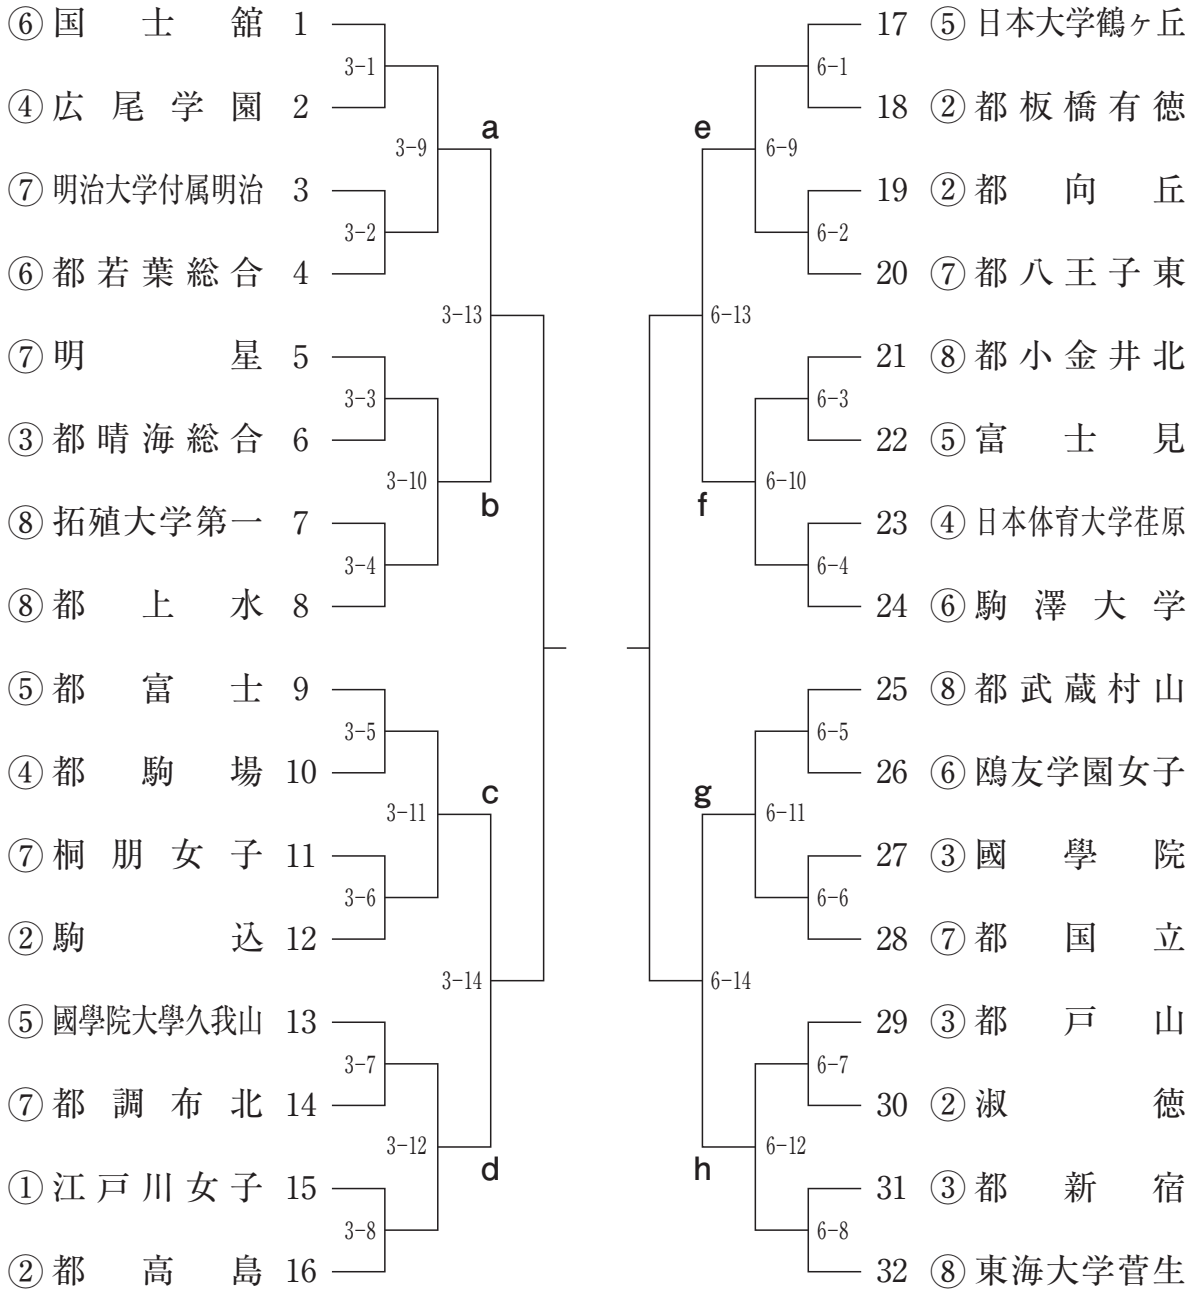 ⑥ 国士舘 1
3-1
④ 広尾学園 2
a
3-9
⑦ 明治大学付属明治 3
3-2
⑥ 都若葉総合 4
3-13
⑦ 明星 5
3-3
③ 都晴海総合 6
3-10
b
⑧ 拓殖大学第一 7
3-4
⑧ 都上水 8
⑤ 都富士 9
3-5
④ 都駒場 10
c
3-11
⑦ 桐朋女子 11
3-6
② 駒込 12
3-14
⑤ 國學院大學久我山 13
3-7
⑦ 都調布北 14
3-12
d
① 江戸川女子 15
3-8
② 都高島 16
17 ⑤ 日本大学鶴ヶ丘
6-1
18 ② 都板橋有徳
e
6-9
19 ② 都向丘
6-2
20 ⑦ 都八王子東
6-13
21 ⑧ 都小金井北
6-3
22 ⑤ 富士見
6-10
f
23 ④ 日本体育大学荏原
6-4
24 ⑥ 駒澤大学
25 ⑧ 都武蔵村山
6-5
26 ⑥ 鴎友学園女子
g
6-11
27 ③ 國學院
6-6
28 ⑦ 都国立
6-14
29 ③ 都戸山
6-7
30 ② 淑徳
6-12
h
31 ③ 都新宿
6-8
32 ⑧ 東海大学菅生